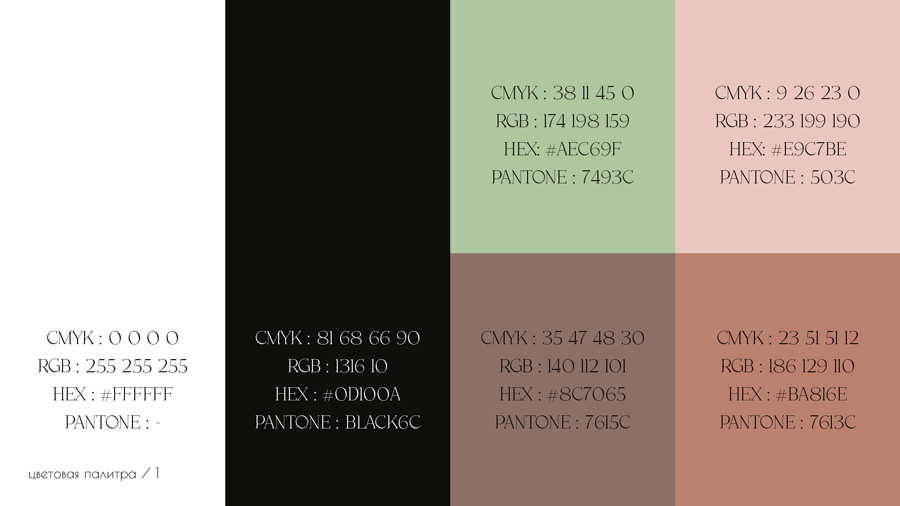 CMYK : 0 0 0 0
RGB : 255 255 255
HEX : #FFFFFF
PANTONE : -
цветовая палитра / 1
CMYK : 81 68 66 90
RGB : 1316 10
HEX : #0D100A
PANTONE : BLACK6C
CMYK : 38 11 45 0
RGB : 174 198 159
HEX: #AEC69F
PANTONE : 7493C
CMYK : 9 26 23 0
RGB : 233 199 190
HEX: #E9C7BE
PANTONE : 503C
CMYK : 35 47 48 30
RGB : 140 112 101
HEX : #8C7065
PANTONE : 7615C
CMYK : 23 51 51 12
RGB : 186 129 110
HEX : #BA816E
PANTONE : 7613C